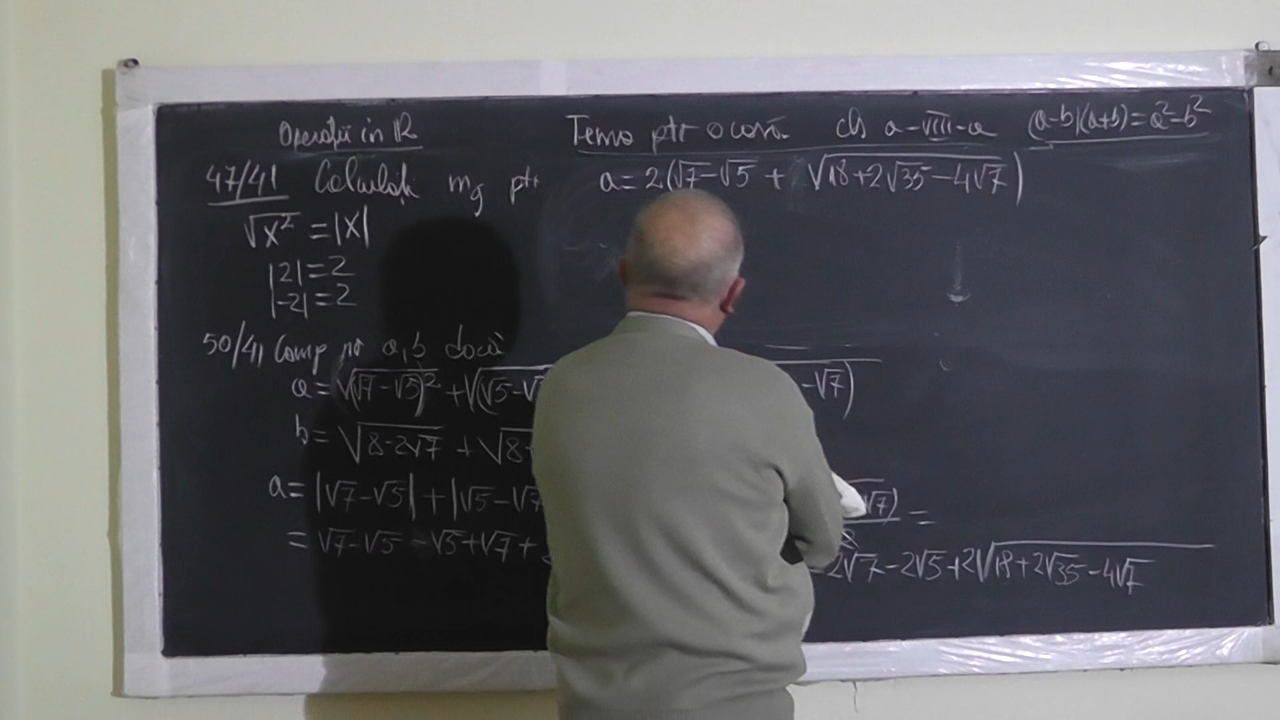 Operații in R Temă ptr acasă cls a-VIII-a (a-b)(a+b)=a²-b²
47/41 Calculați mg ptr a=2(√7-√5+√(18+2√35-4√7))
√x² =|x|
|2|=2
|-2|=2
50/41 Comp nr a,b dacă
a=√(√7-√5)² +√(√5-√ -√7)
b=√(8-2√7) +√(8+
a=|√7-√5|+|√5-√7 √7) =
=√7-√5-√5+√7+ 2√7-2√5+2√(18+2√35-4√7)